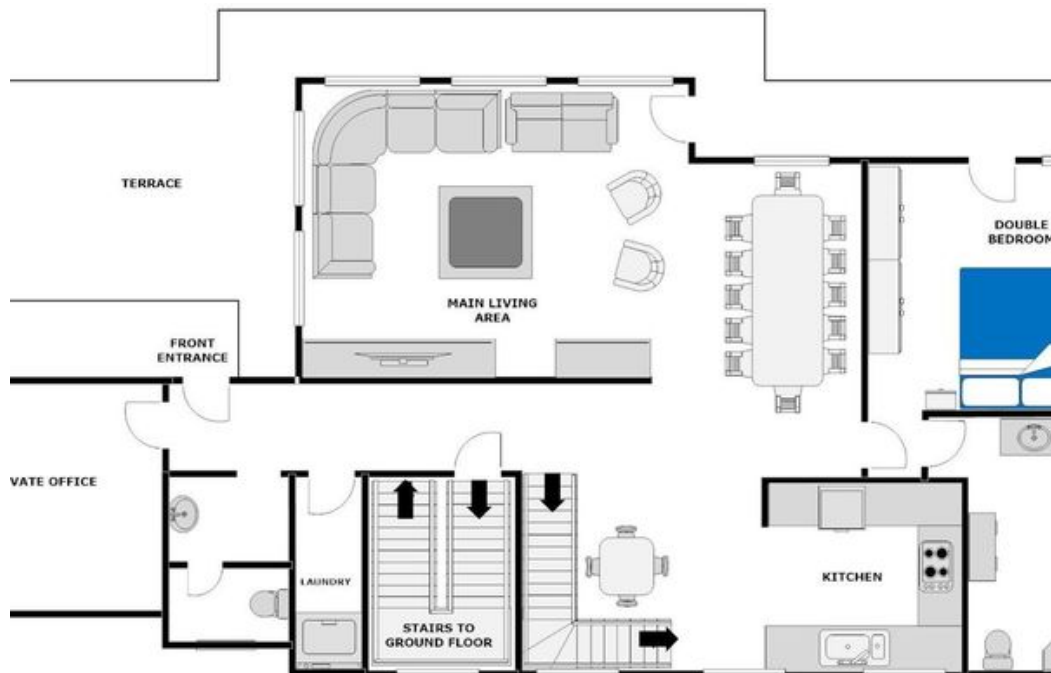 TERRACE
DOUBLE
BEDROOM
MAIN LIVING
AREA
FRONT
ENTRANCE
VATE OFFICE
LAUNDRY
KITCHEN
STAIRS TO
GROUND FLOOR